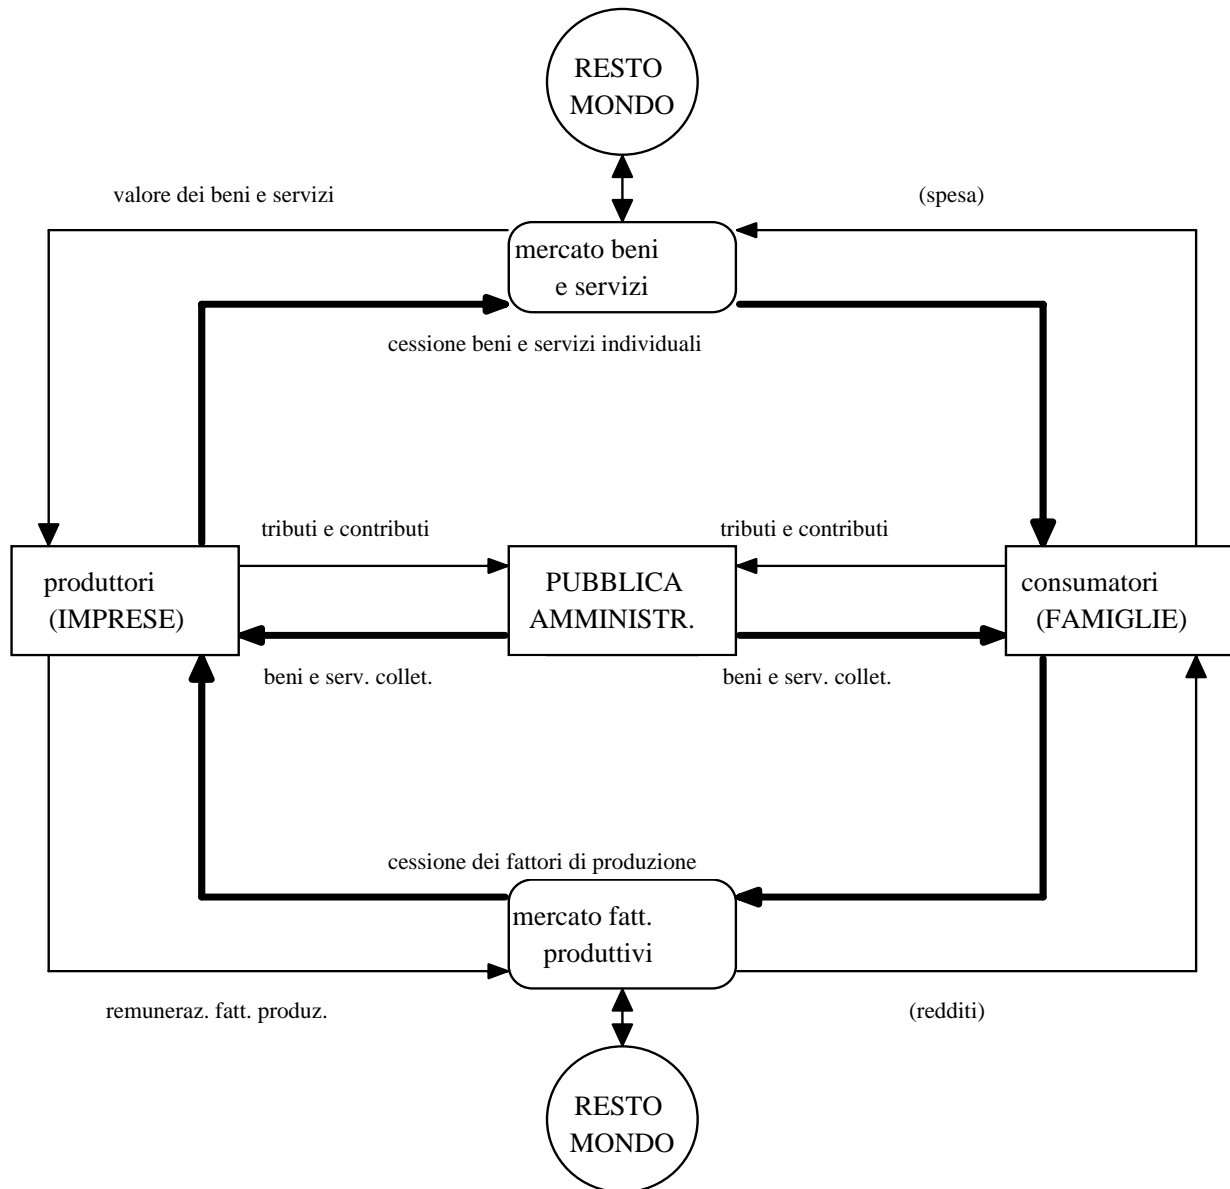 RESTO
MONDO
valore dei beni e servizi
(spesa)
mercato beni
e servizi
cessione beni e servizi individuali
tributi e contributi
tributi e contributi
produttori
(IMPRESE)
PUBBLICA
AMMINISTR.
consumatori
(FAMIGLIE)
beni e serv. collet.
beni e serv. collet.
cessione dei fattori di produzione
mercato fatt.
produttivi
remuneraz. fatt. produz.
(redditi)
RESTO
MONDO